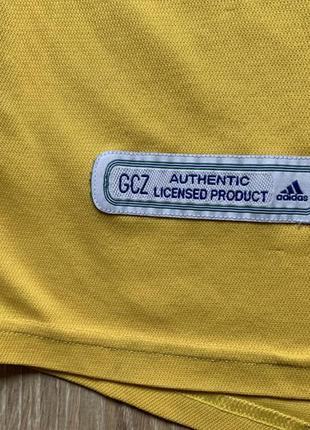 GCZ
AUTHENTIC
LICENSED PRODUCT
adidas